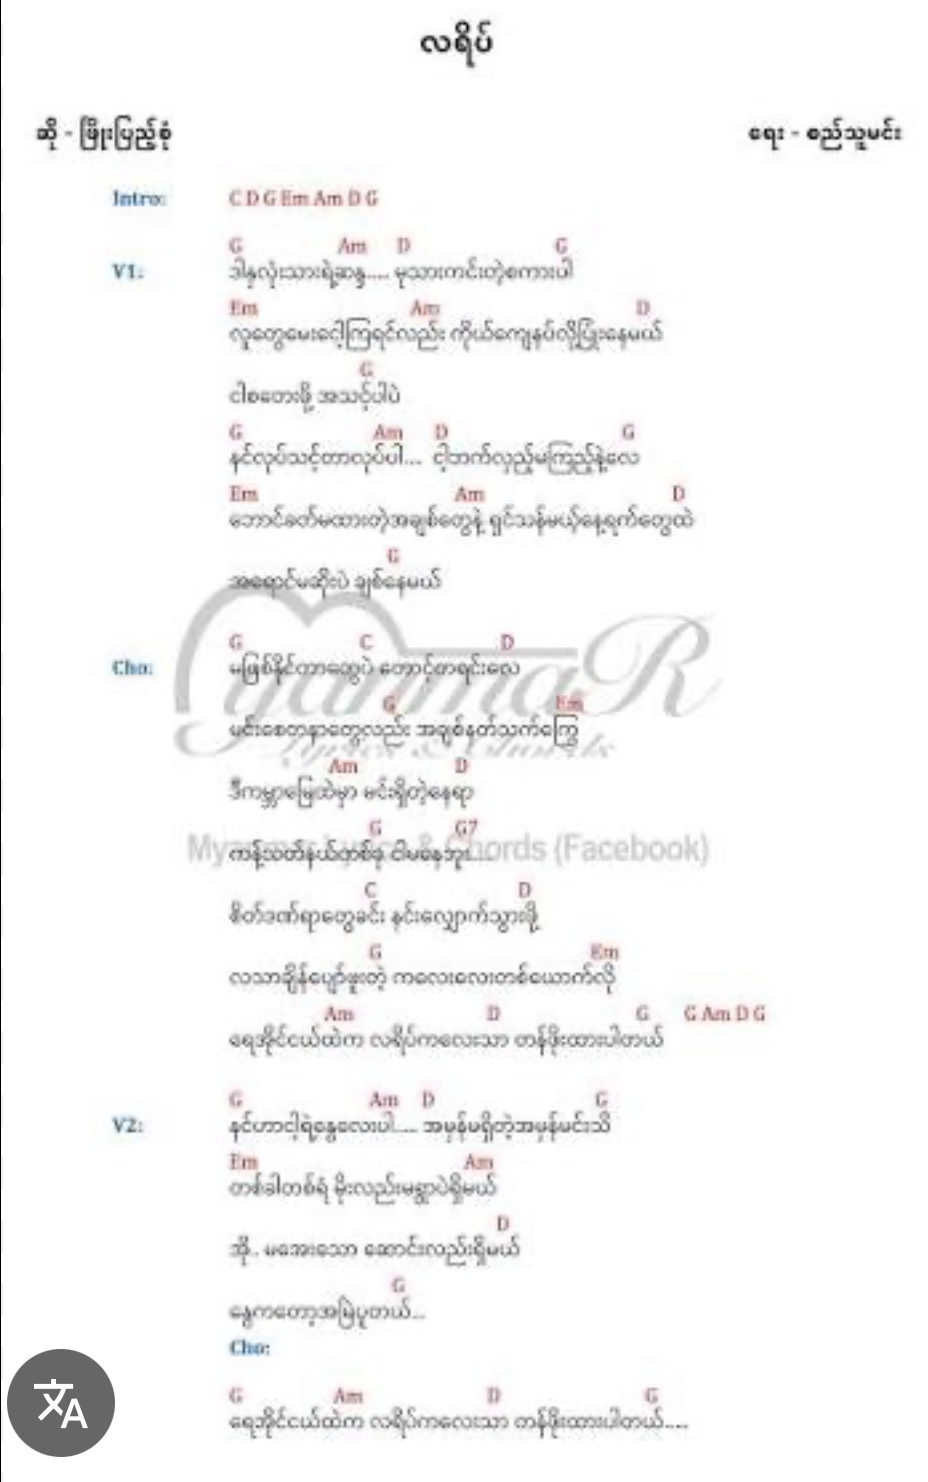 လရိပ်
ဆို - ဖြိုးပြည့်စုံ
ရေး - စည်သူမင်း
Intro: C D G Em Am D G
G Am D G
V1: ဒါနှလုံးသားရဲ့ဆန္ဒ.... မုသားကင်းတဲ့စကားပါ
Em Am D
လူတွေမေးငေါ့ကြရင်လည်း ကိုယ်ကျေနပ်လို့ပြုံးနေမယ်
G
ငါစတေးဖို့ အသင့်ပါပဲ
G Am D G
နင်လုပ်သင့်တာလုပ်ပါ... ငါ့ဘက်လှည့်မကြည့်နဲ့လေ
Em Am D
ဘောင်ခတ်မထားတဲ့အချစ်တွေနဲ့ ရှင်သန်မယ့်နေ့ရက်တွေထဲ
G
အရောင်မဆိုးပဲ ချစ်နေမယ်
G C D
Cho: မဖြစ်နိုင်တာတွေပဲ တောင့်တရင်းလေ
G Em
မင်းစေတနာတွေလည်း အချစ်နတ်သက်ကြွေ
Am D
ဒီကမ္ဘာမြေထဲမှာ မင်းရှိတဲ့နေရာ
G G7
ကန့်သတ်နယ်တစ်ခု ငါမနေဘူး....
C D
စိတ်ဒဏ်ရာတွေခင်း နင်းလျှောက်သွားဖို့
G Em
လသာချိန်ပျော်ဖူးတဲ့ ကလေးလေးတစ်ယောက်လို
Am D G G Am D G
ရေအိုင်ငယ်ထဲက လရိပ်ကလေးသာ တန်ဖိုးထားပါတယ်
G Am D G
V2: နင်ဟာငါ့ရဲ့နွေလေးပါ.... အမှန်မရှိတဲ့အမှန်မင်းသိ
Em Am
တစ်ခါတစ်ရံ မိုးလည်းမရွာပဲရှိမယ်
D
အို.. မအေးသော ဆောင်းလည်းရှိမယ်
G
နွေကတော့အမြဲပူတယ်...
Cho:
G Am D G
ရေအိုင်ငယ်ထဲက လရိပ်ကလေးသာ တန်ဖိုးထားပါတယ်....
MyanmaR
Lyrics & Chords
Myanmar Lyrics & Chords (Facebook)